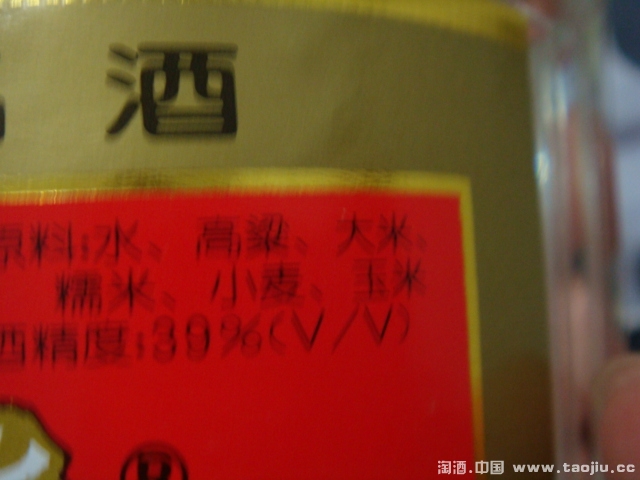 酒
原料:水、高粱、大米、
糯米、小麦、玉米
酒精度:39%(V/V)
®
淘酒.中国 www.taojiu.cc